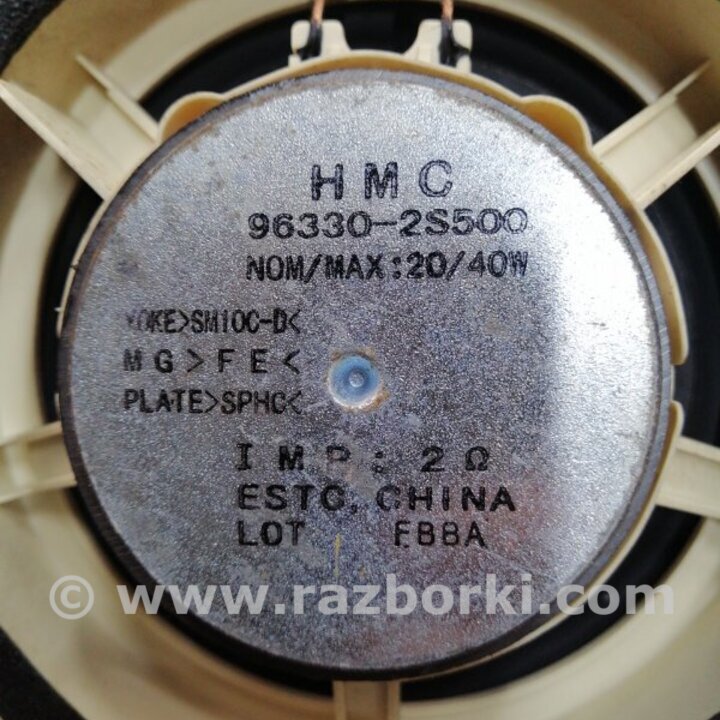 HMC
96330-2S500
NOM/MAX:20/40W
YOKE>SM10C-D<
MG>FE<
PLATE>SPHC<
IMP: 2Ω
ESTC, CHINA
LOT FBBA
© www.razborki.com